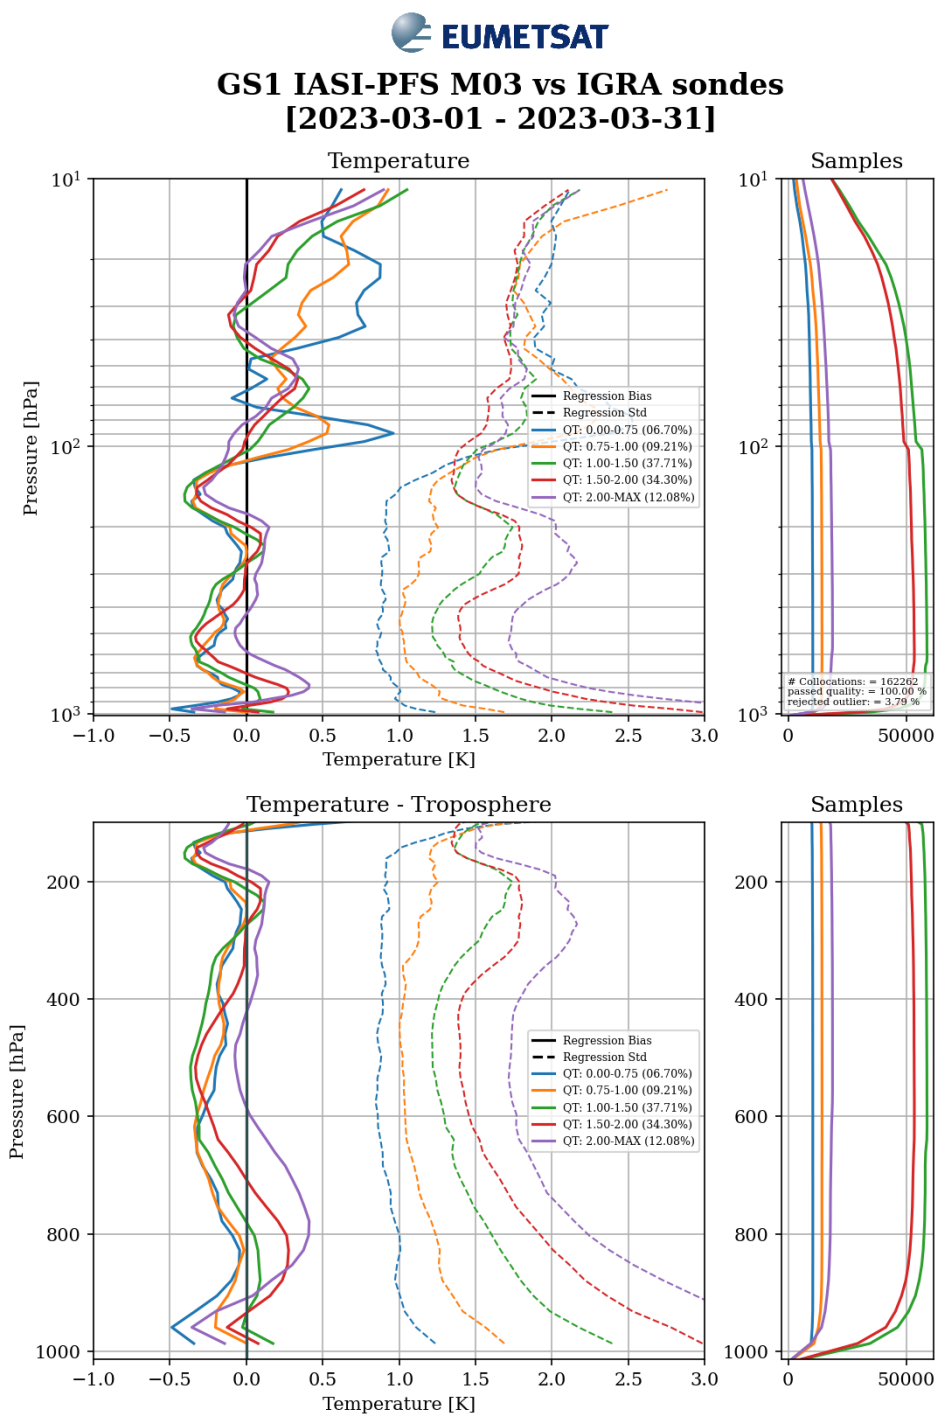 EUMETSAT
GS1 IASI-PFS M03 vs IGRA sondes
[2023-03-01 - 2023-03-31]
Temperature
Samples
10¹
10²
10³
Pressure [hPa]
Regression Bias
Regression Std
QT: 0.00-0.75 (06.70%)
QT: 0.75-1.00 (09.21%)
QT: 1.00-1.50 (37.71%)
QT: 1.50-2.00 (34.30%)
QT: 2.00-MAX (12.08%)
−1.0 −0.5 0.0 0.5 1.0 1.5 2.0 2.5 3.0
Temperature [K]
10¹
10²
10³
# Collocations: = 162262
passed quality: = 100.00 %
rejected outlier: = 3.79 %
0 50000
Temperature - Troposphere
Samples
200
400
600
800
1000
Pressure [hPa]
Regression Bias
Regression Std
QT: 0.00-0.75 (06.70%)
QT: 0.75-1.00 (09.21%)
QT: 1.00-1.50 (37.71%)
QT: 1.50-2.00 (34.30%)
QT: 2.00-MAX (12.08%)
−1.0 −0.5 0.0 0.5 1.0 1.5 2.0 2.5 3.0
Temperature [K]
200
400
600
800
1000
0 50000